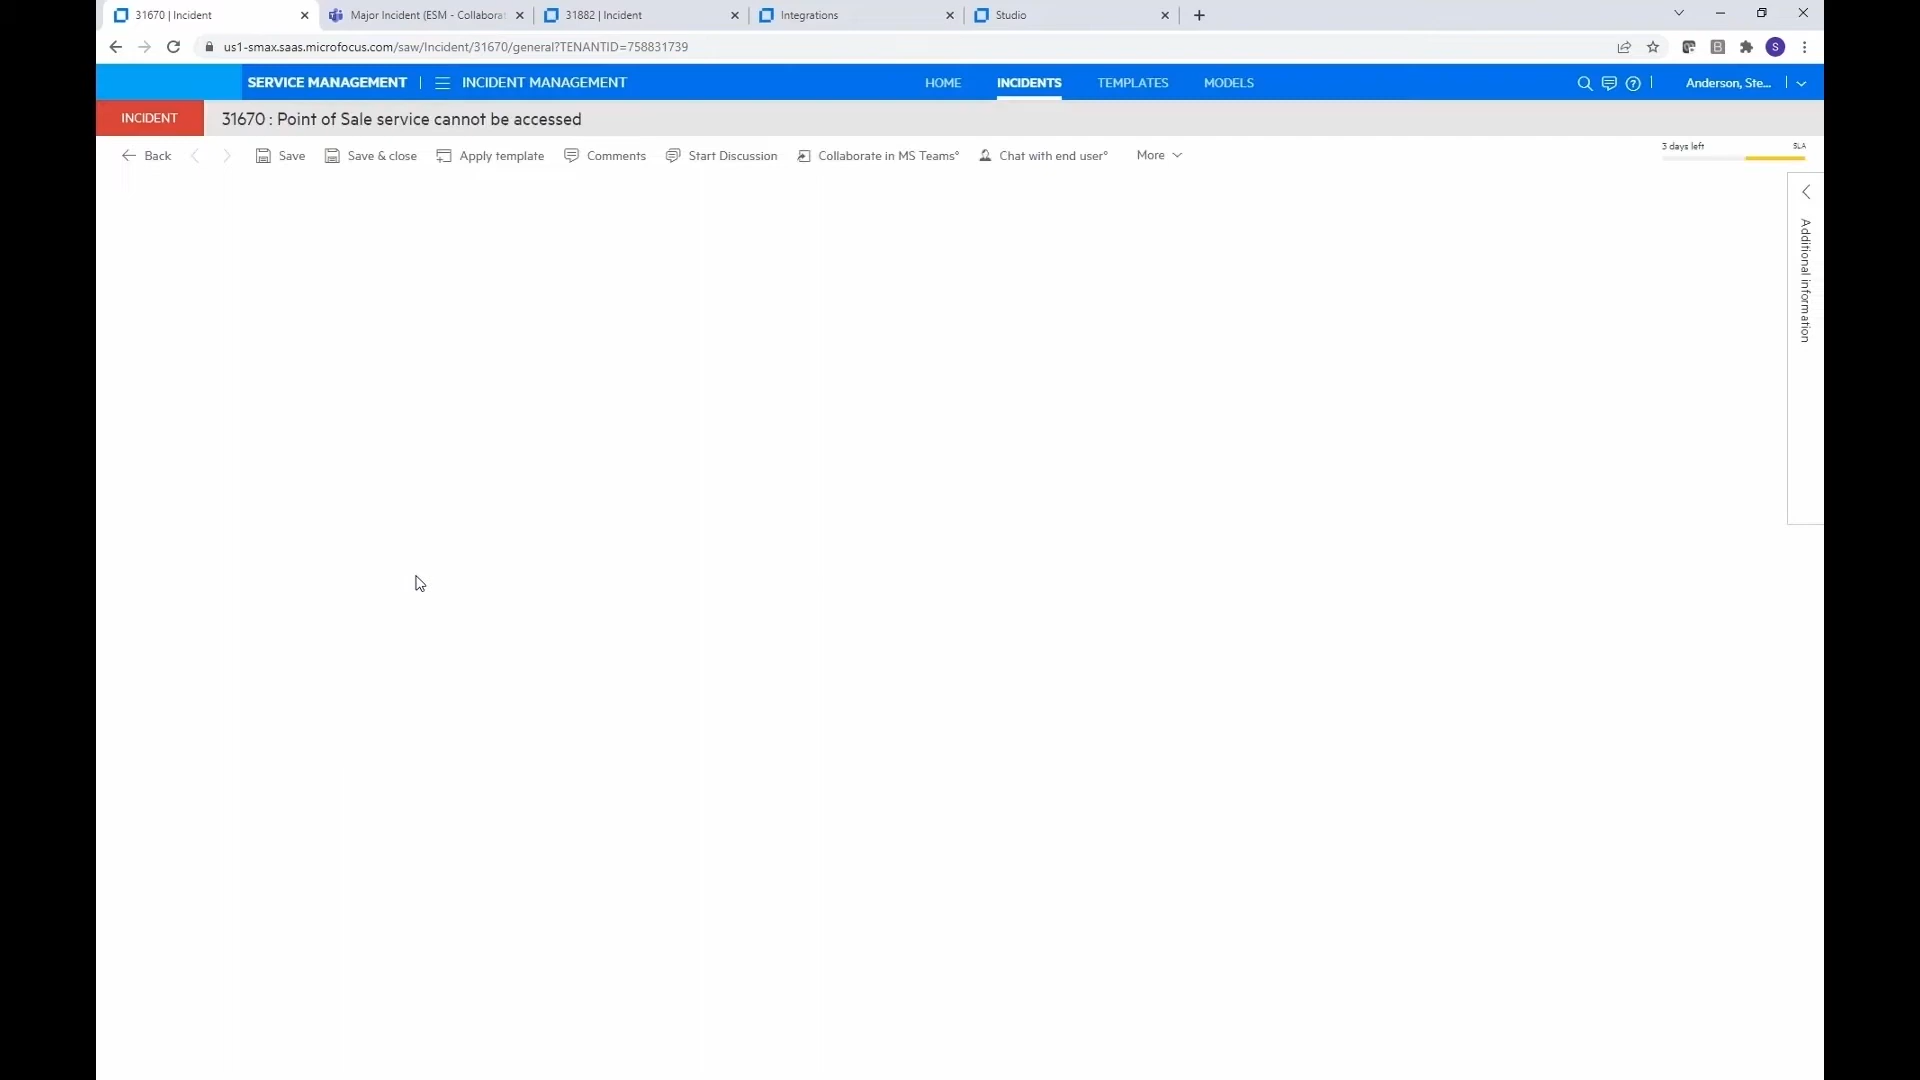 31670 | Incident
Major Incident (ESM - Collabora
31882 | Incident
Integrations
Studio
us1-smax.saas.microfocus.com/saw/Incident/31670/general?TENANTID=758831739
S
SERVICE MANAGEMENT | INCIDENT MANAGEMENT
HOME
INCIDENTS
TEMPLATES
MODELS
Anderson, Ste...
INCIDENT
31670 : Point of Sale service cannot be accessed
Back
Save
Save & close
Apply template
Comments
Start Discussion
Collaborate in MS Teams°
Chat with end user°
More
3 days left
SLA
Additional information